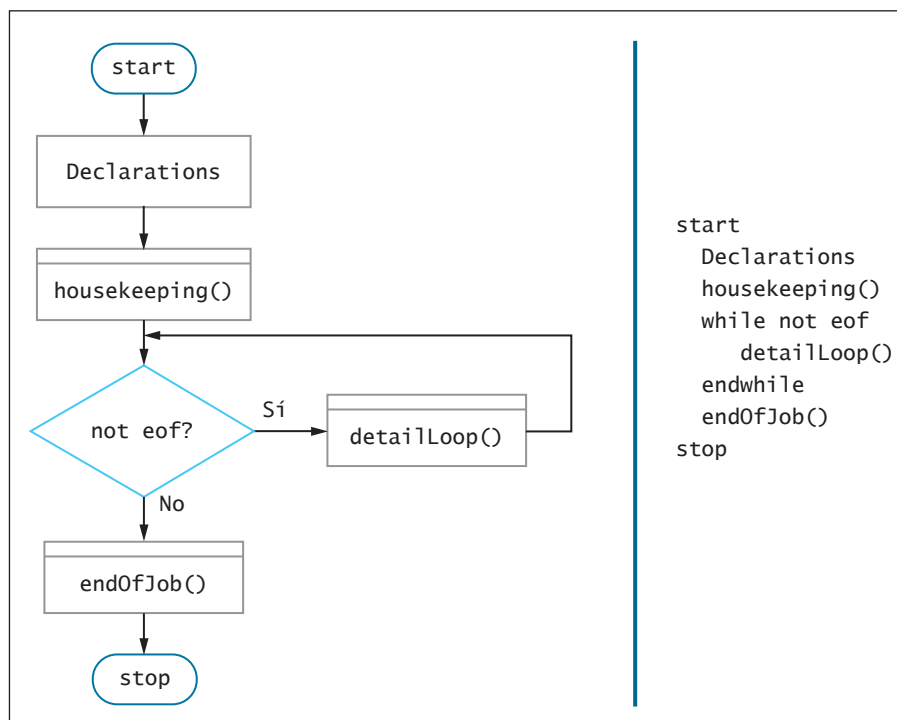 start
Declarations
housekeeping()
not eof?
Sí
detailLoop()
No
endOfJob()
stop
start
Declarations
housekeeping()
while not eof
detailLoop()
endwhile
endOfJob()
stop